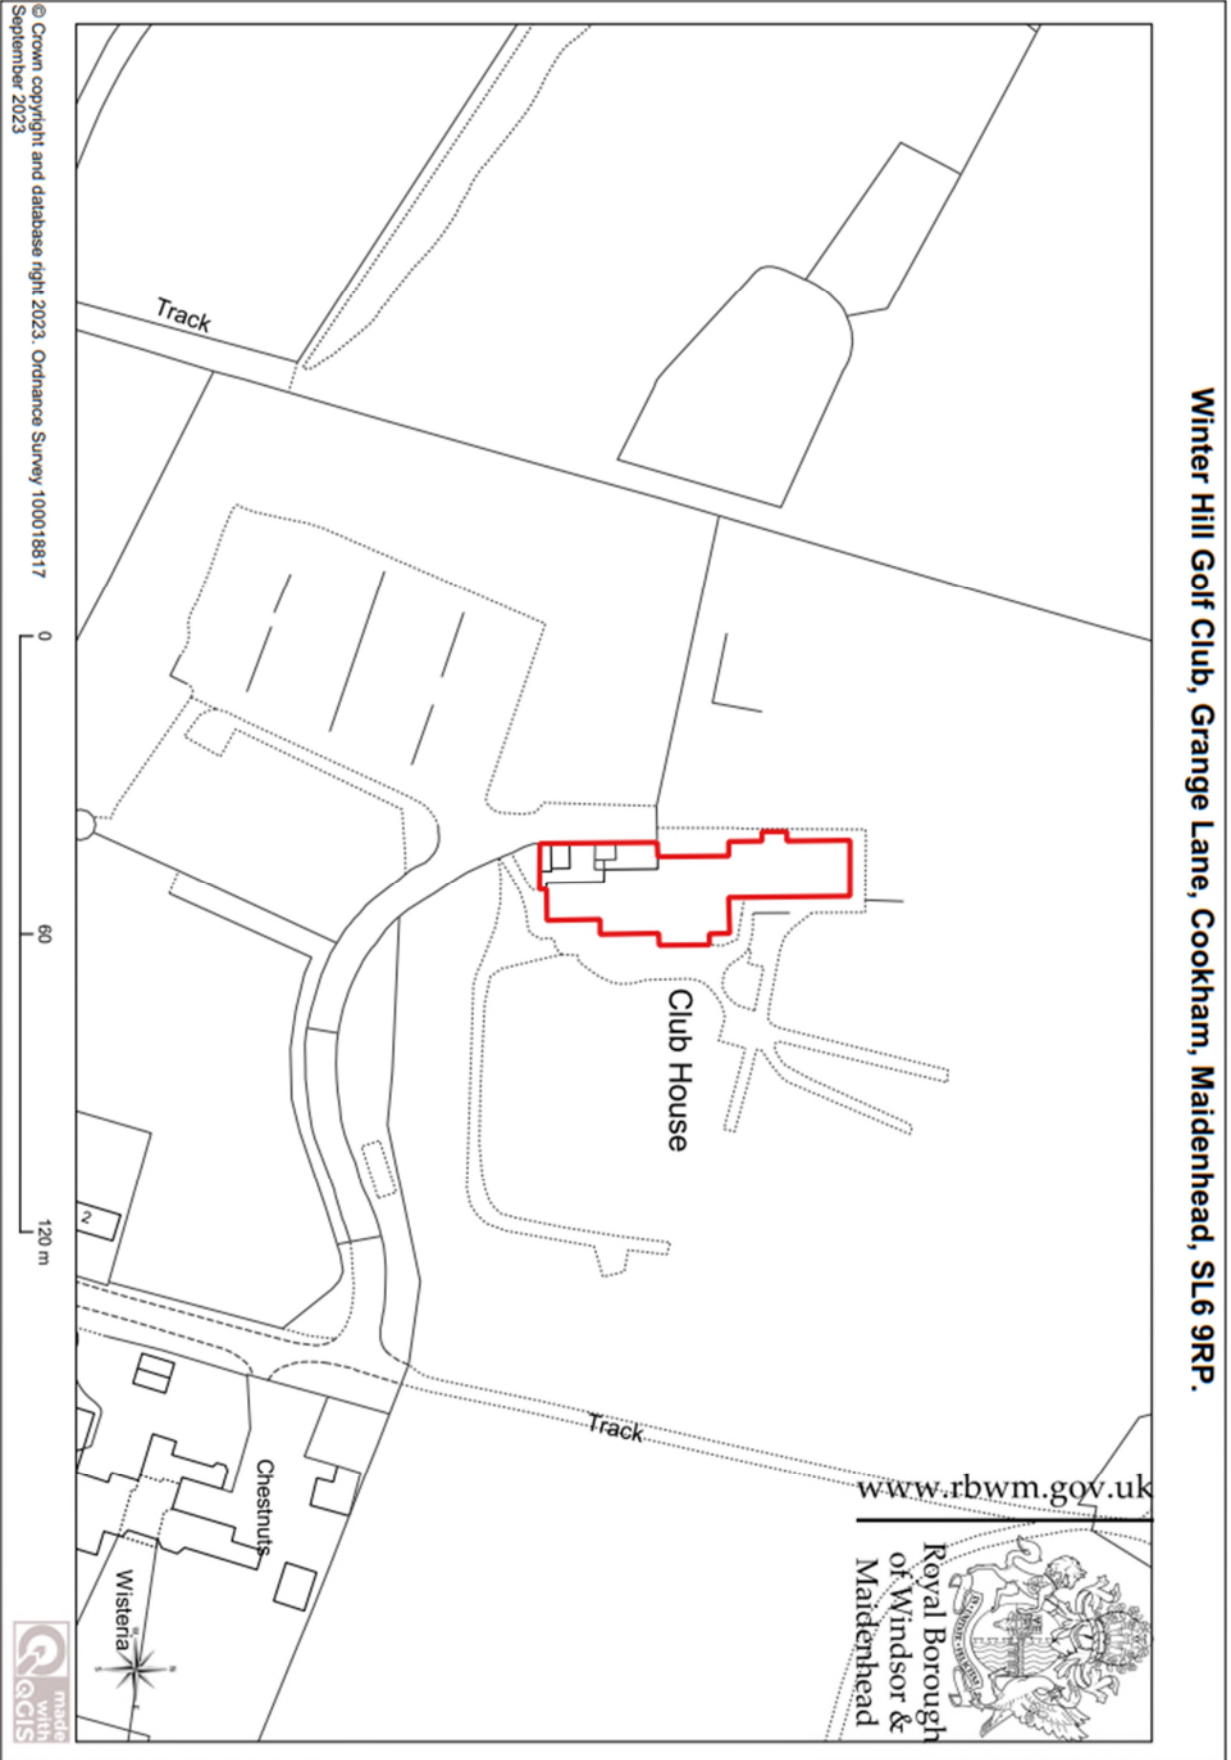 Winter Hill Golf Club, Grange Lane, Cookham, Maidenhead, SL6 9RP.
www.rbwm.gov.uk
Royal Borough
of Windsor &
Maidenhead
Track
Club House
Track
2
Chestnuts
Wisteria
N
© Crown copyright and database right 2023. Ordnance Survey 100018817
September 2023
0
60
120 m
made
with
QGIS